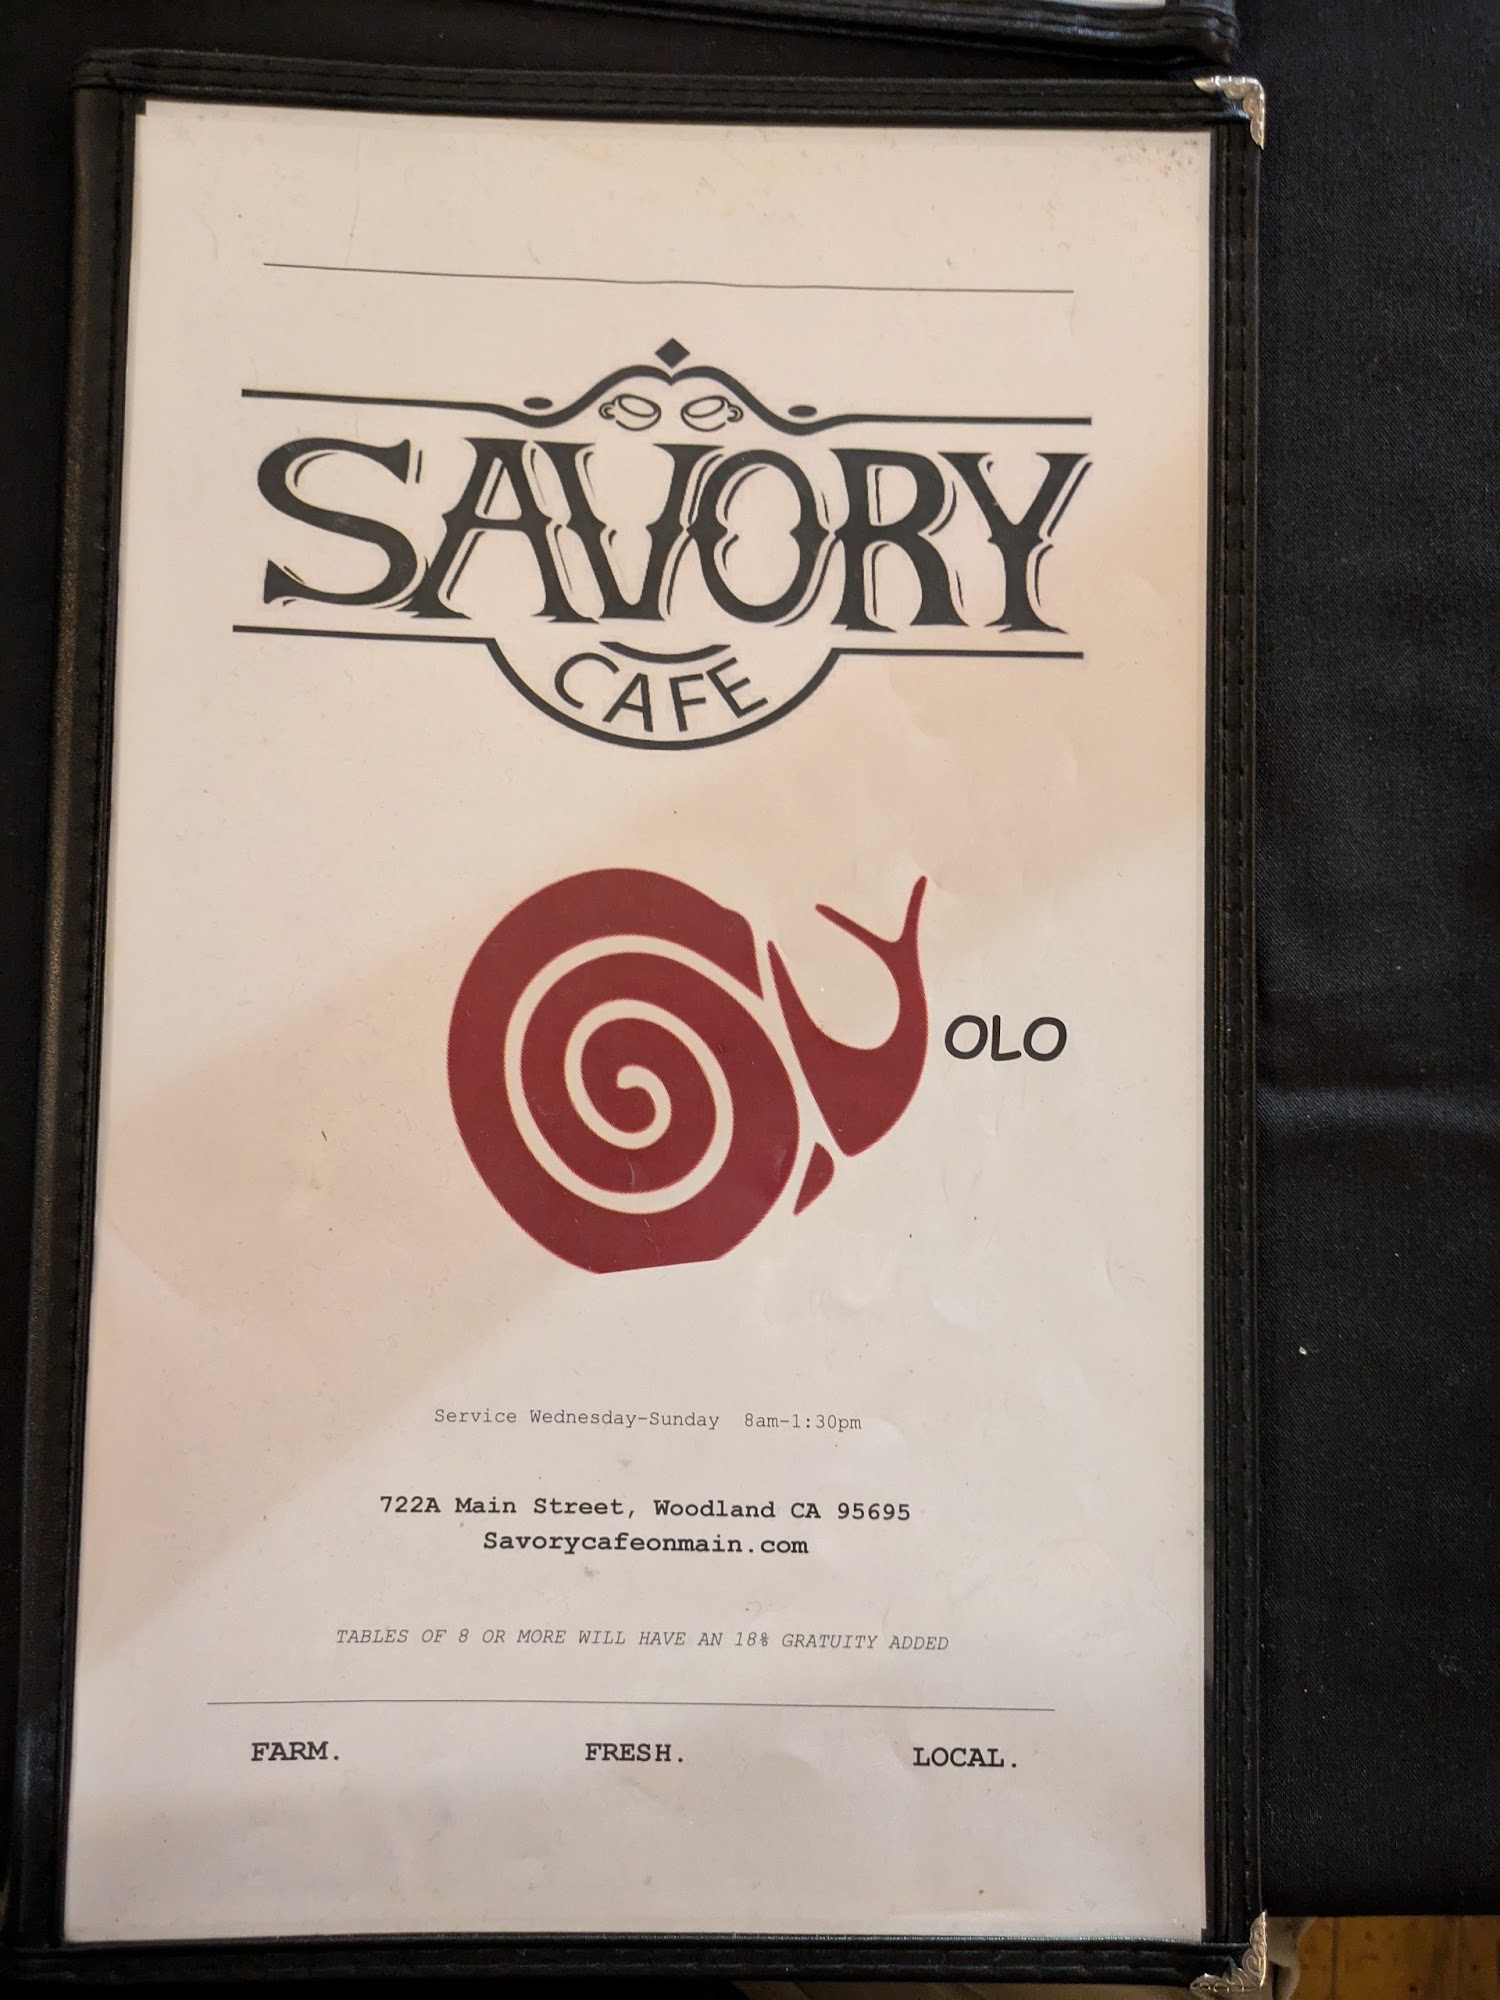 SAVORY
CAFE
OLO
Service Wednesday-Sunday 8am-1:30pm
722A Main Street, Woodland CA 95695
Savorycafeonmain.com
TABLES OF 8 OR MORE WILL HAVE AN 18% GRATUITY ADDED
FARM. FRESH. LOCAL.